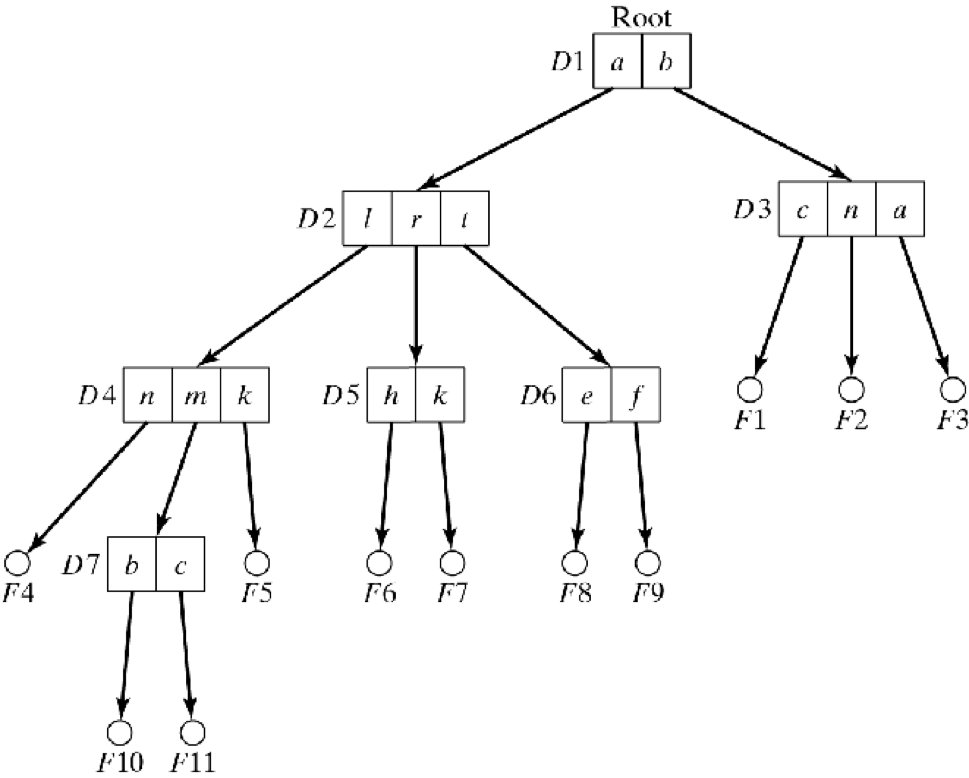 Root
D1 a b
D2 l r t
D3 c n a
D4 n m k
D5 h k
D6 e f
F1 F2 F3
F4
D7 b c
F5 F6 F7 F8 F9
F10 F11